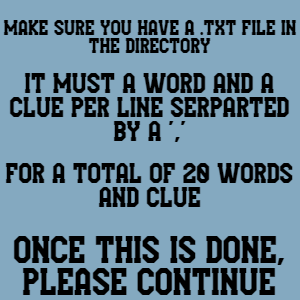 MAKE SURE YOU HAVE A .TXT FILE IN
THE DIRECTORY
IT MUST A WORD AND A
CLUE PER LINE SERPARTED
BY A ','
FOR A TOTAL OF 20 WORDS
AND CLUE
ONCE THIS IS DONE,
PLEASE CONTINUE